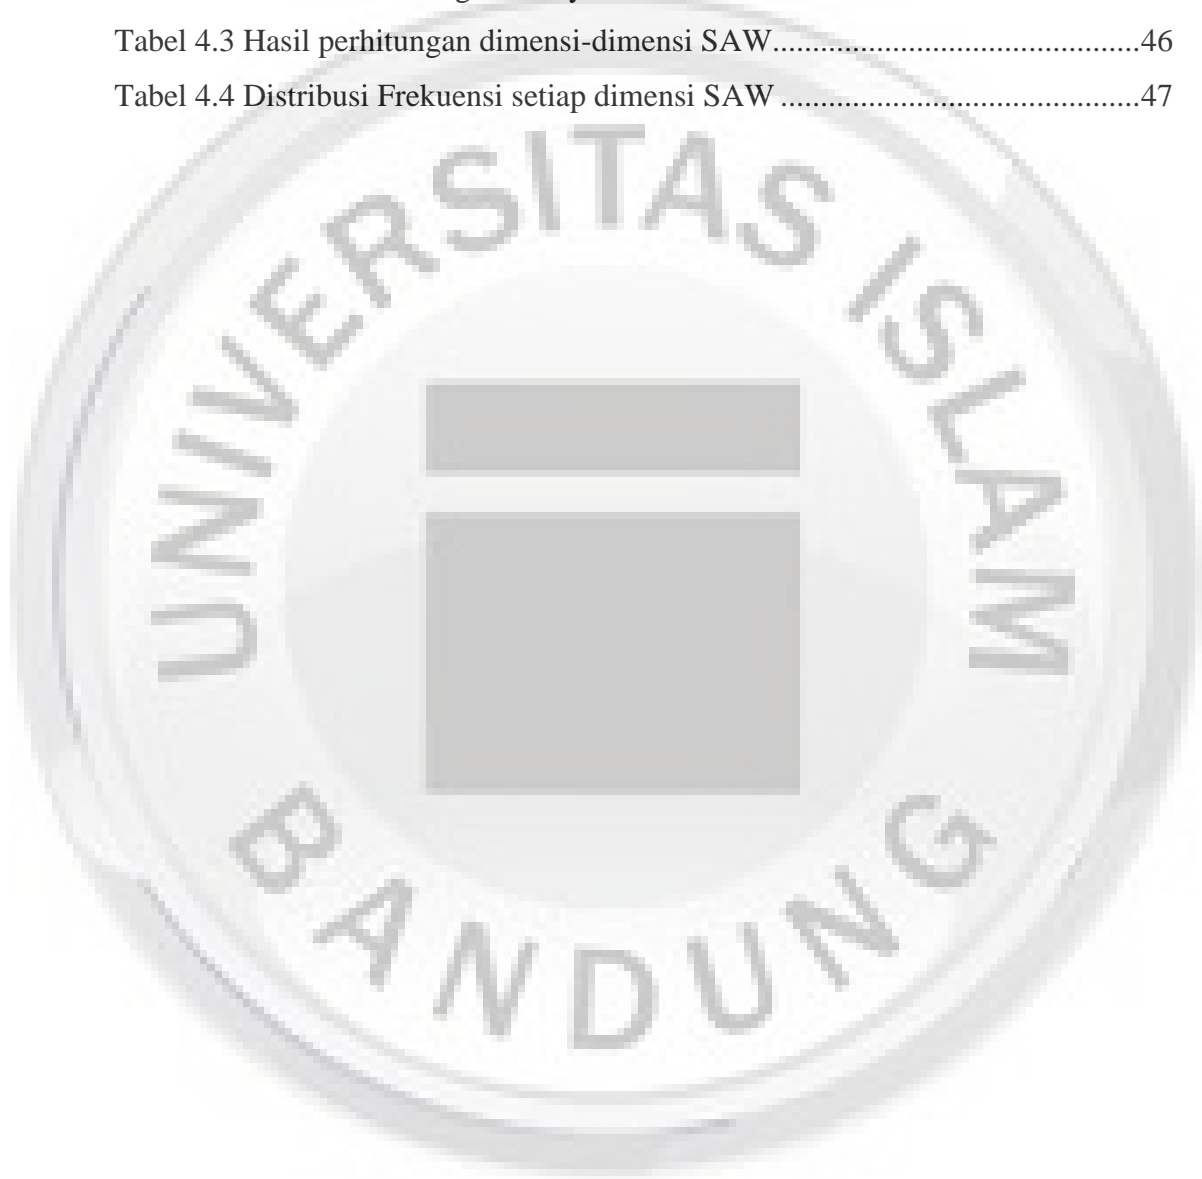 Tabel 4.3 Hasil perhitungan dimensi-dimensi SAW..............................................46
Tabel 4.4 Distribusi Frekuensi setiap dimensi SAW .............................................47
UNIVERSITAS ISLAM
BANDUNG